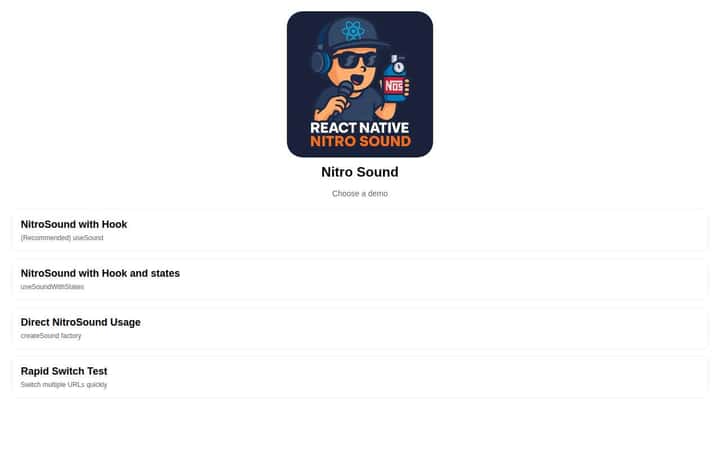 NOS
REACT NATIVE
NITRO SOUND
Nitro Sound
Choose a demo
NitroSound with Hook
(Recommended) useSound
NitroSound with Hook and states
useSoundWithStates
Direct NitroSound Usage
createSound factory
Rapid Switch Test
Switch multiple URLs quickly